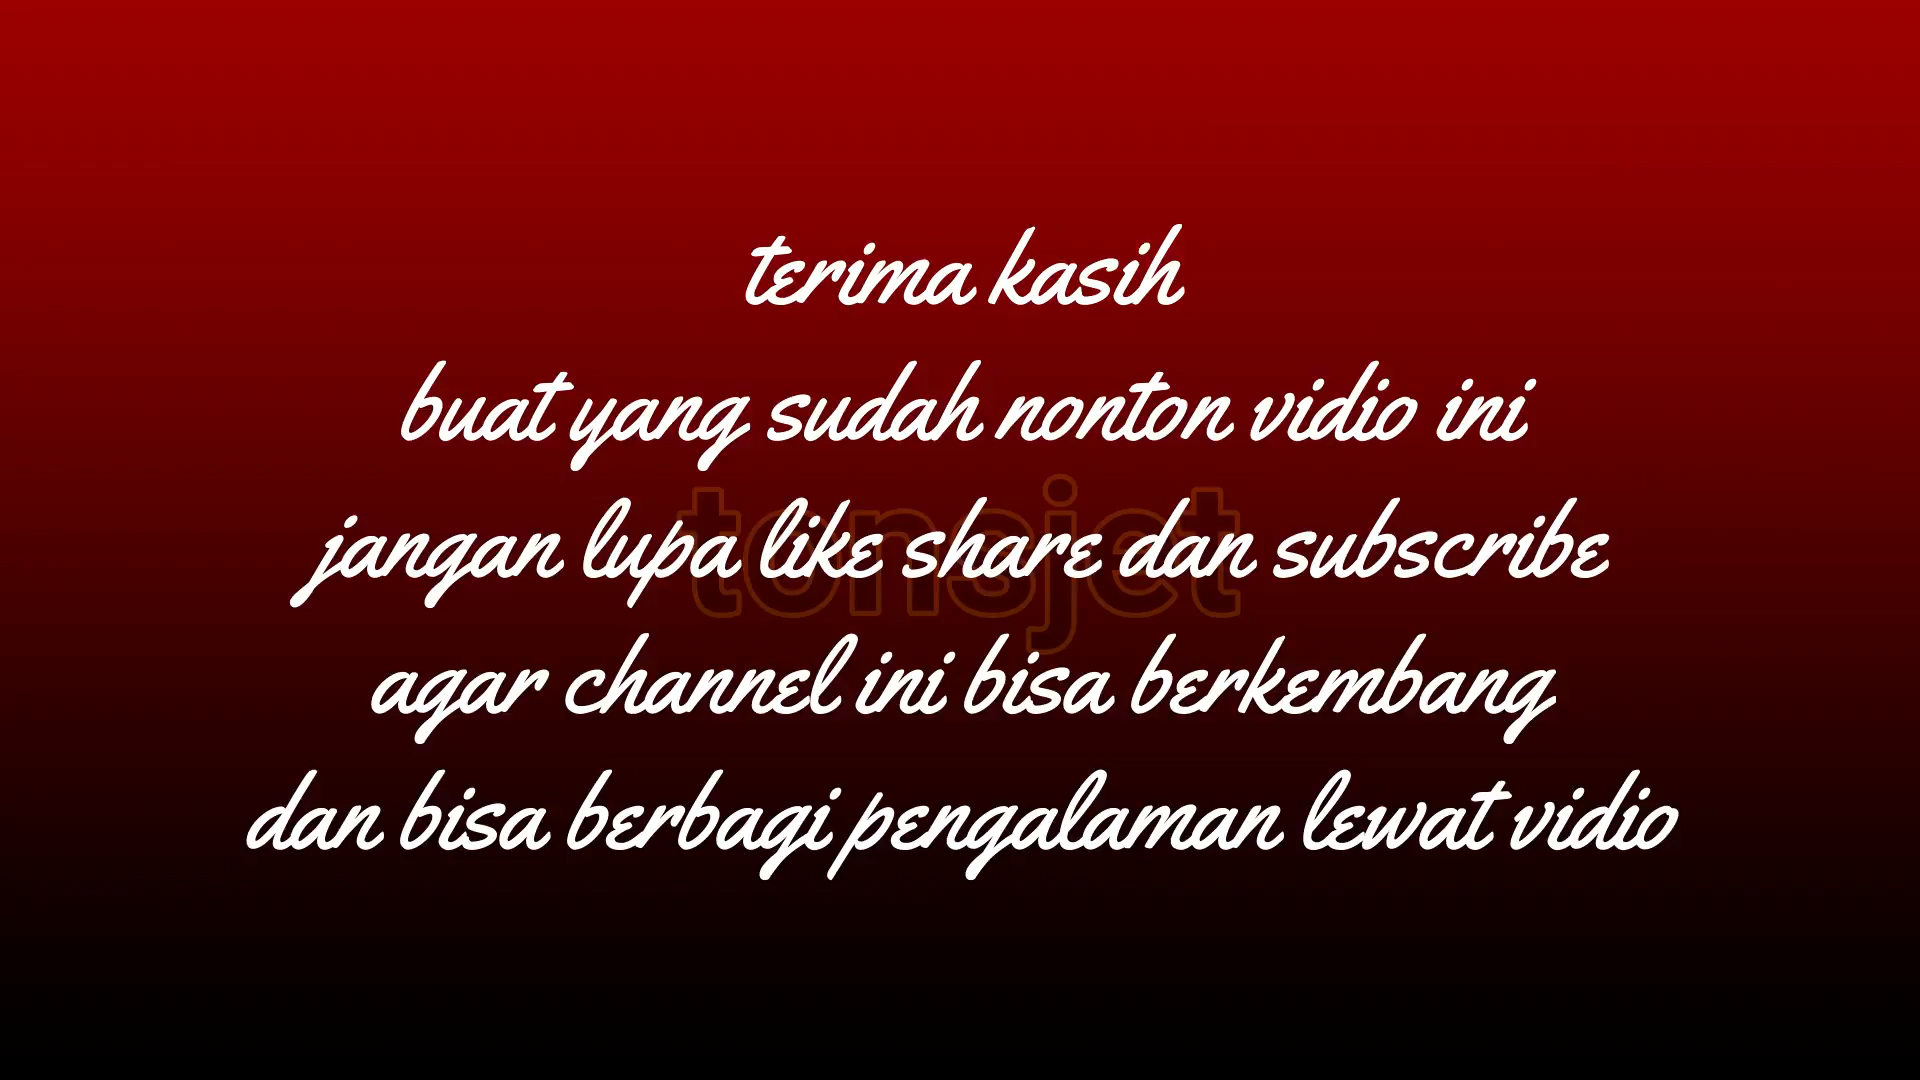 terima kasih
buat yang sudah nonton vidio ini
jangan lupa like share dan subscribe
tonsjet
agar channel ini bisa berkembang
dan bisa berbagi pengalaman lewat vidio